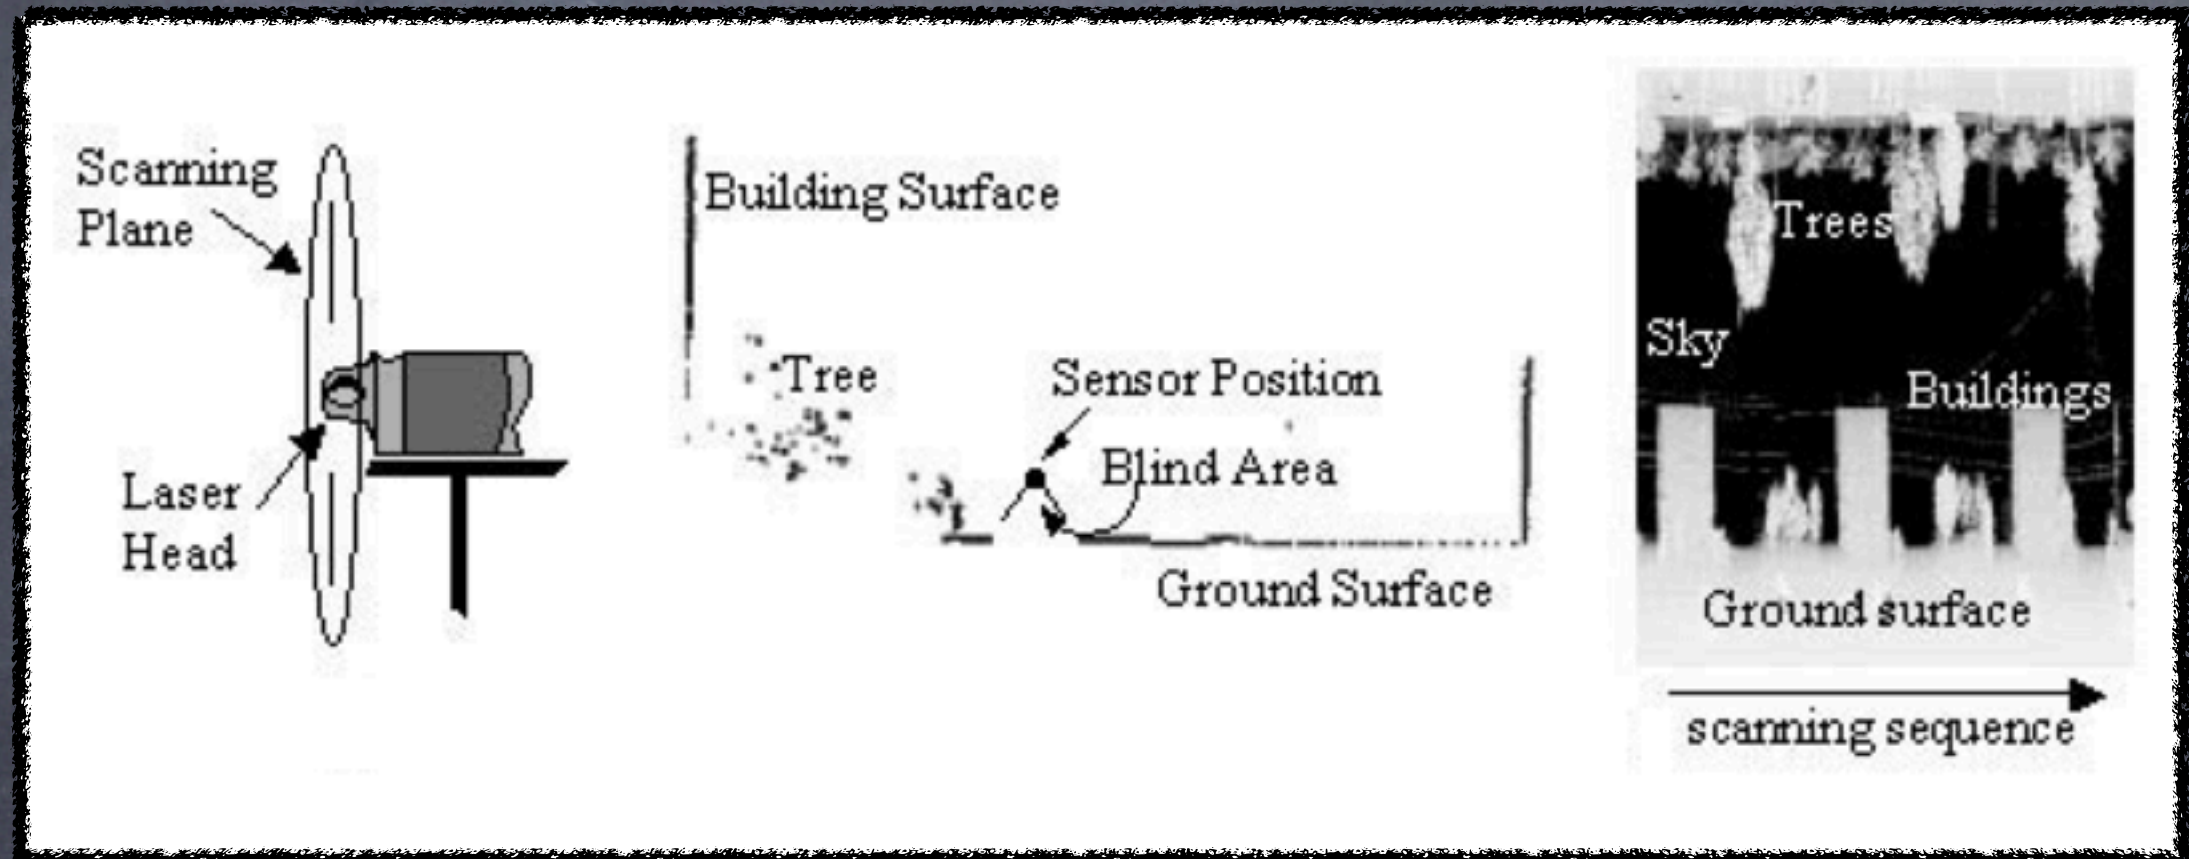 Scanning
Plane
Laser
Head
Building Surface
Tree
Sensor Position
Blind Area
Ground Surface
Trees
Sky
Buildings
Ground surface
scanning sequence